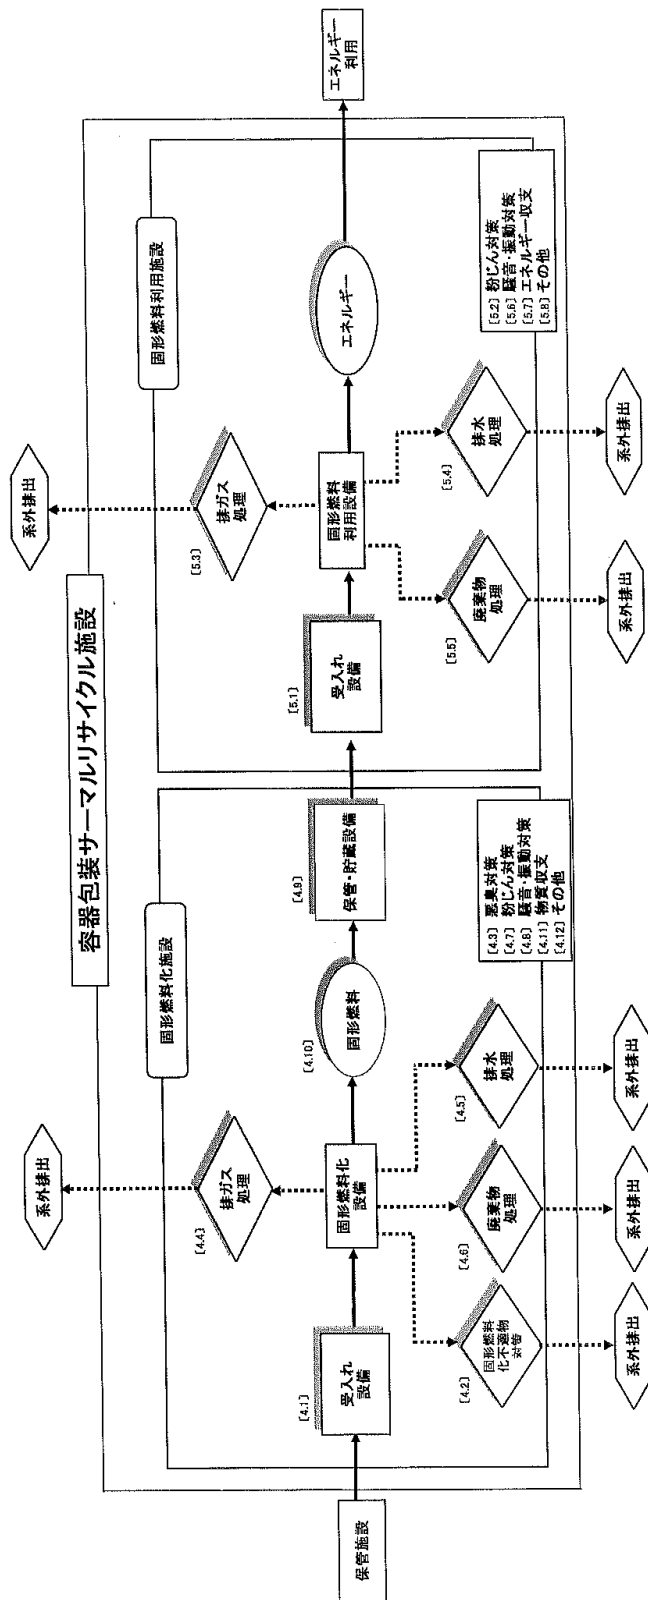 容器包装サーマルリサイクル施設
固形燃料化施設
系外排出
[4.4]
排ガス
処理
保管施設
[4.1]
受入れ
設備
固形燃料化
設備
[4.10]
固形燃料
[4.9]
保管・貯蔵設備
[4.2]
固形燃料
化不適物
対策
[4.6]
廃棄物
処理
[4.5]
排水
処理
系外排出
系外排出
系外排出
[4.3] 悪臭対策
[4.7] 粉じん対策
[4.8] 騒音・振動対策
[4.11] 物質収支
[4.12] その他
固形燃料利用施設
系外排出
[5.3]
排ガス
処理
[5.1]
受入れ
設備
固形燃料
利用設備
エネルギー
エネルギー
利用
[5.5]
廃棄物
処理
[5.4]
排水
処理
系外排出
系外排出
[5.2] 粉じん対策
[5.6] 騒音・振動対策
[5.7] エネルギー収支
[5.8] その他